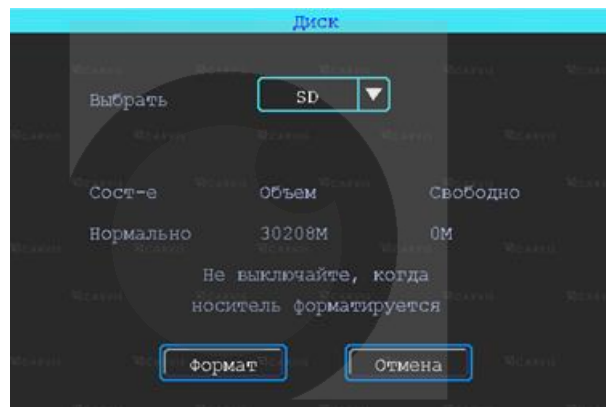 Диск
Выбрать SD
Сост-е Объем Свободно
Нормально 30208M 0M
Не выключайте, когда
носитель форматируется
Формат Отмена